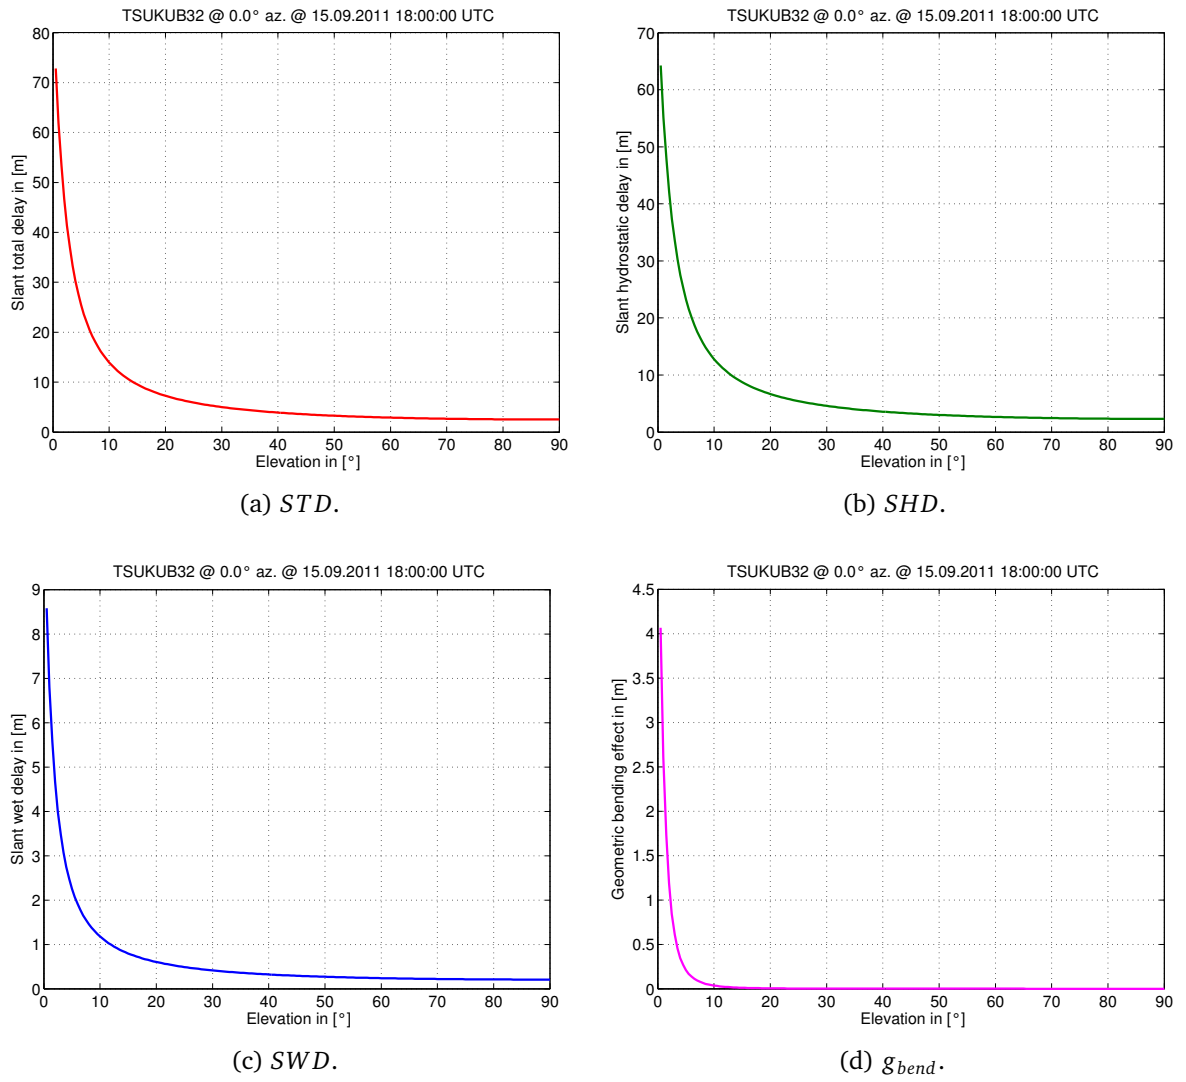 TSUKUB32 @ 0.0° az. @ 15.09.2011 18:00:00 UTC
80
70
60
50
40
30
20
10
0
Slant total delay in [m]
0 10 20 30 40 50 60 70 80 90
Elevation in [°]
(a) STD.
TSUKUB32 @ 0.0° az. @ 15.09.2011 18:00:00 UTC
70
60
50
40
30
20
10
0
Slant hydrostatic delay in [m]
0 10 20 30 40 50 60 70 80 90
Elevation in [°]
(b) SHD.
TSUKUB32 @ 0.0° az. @ 15.09.2011 18:00:00 UTC
9
8
7
6
5
4
3
2
1
0
Slant wet delay in [m]
0 10 20 30 40 50 60 70 80 90
Elevation in [°]
(c) SWD.
TSUKUB32 @ 0.0° az. @ 15.09.2011 18:00:00 UTC
4.5
4
3.5
3
2.5
2
1.5
1
0.5
0
Geometric bending effect in [m]
0 10 20 30 40 50 60 70 80 90
Elevation in [°]
(d) g_bend.